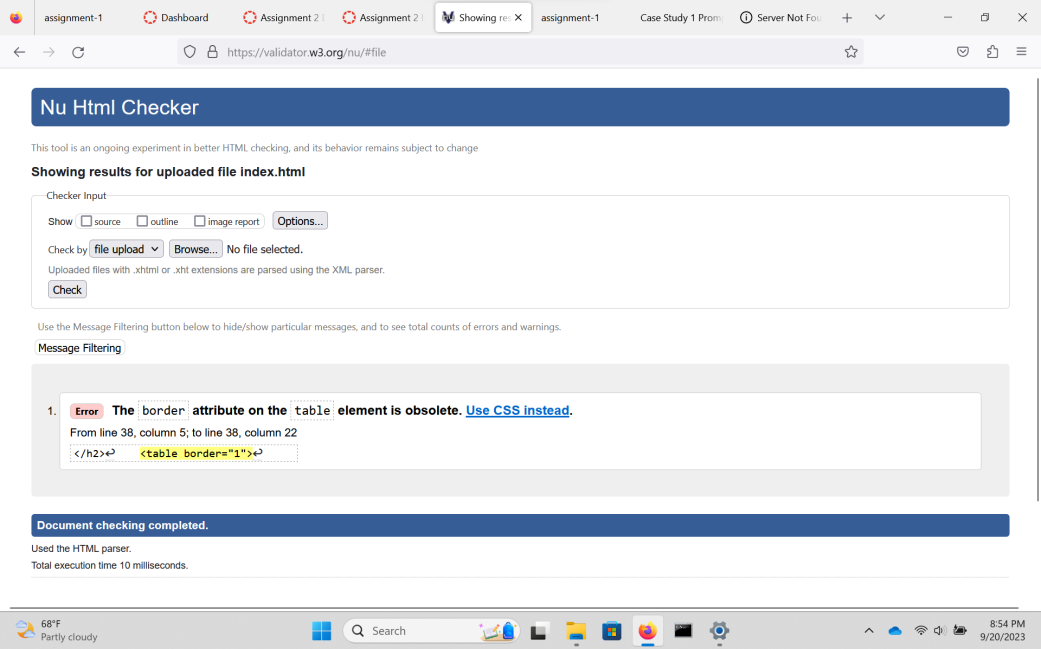 assignment-1
Dashboard
Assignment 2
Assignment 2
Showing re
assignment-1
Case Study 1 Prom
Server Not Fou
https://validator.w3.org/nu/#file
Nu Html Checker
This tool is an ongoing experiment in better HTML checking, and its behavior remains subject to change
Showing results for uploaded file index.html
Checker Input
Show source outline image report Options...
Check by file upload Browse... No file selected.
Uploaded files with .xhtml or .xht extensions are parsed using the XML parser.
Check
Use the Message Filtering button below to hide/show particular messages, and to see total counts of errors and warnings.
Message Filtering
1. Error The border attribute on the table element is obsolete. Use CSS instead.
From line 38, column 5; to line 38, column 22
</h2>↩ <table border="1">↩
Document checking completed.
Used the HTML parser.
Total execution time 10 milliseconds.
68°F
Partly cloudy
Search
8:54 PM
9/20/2023